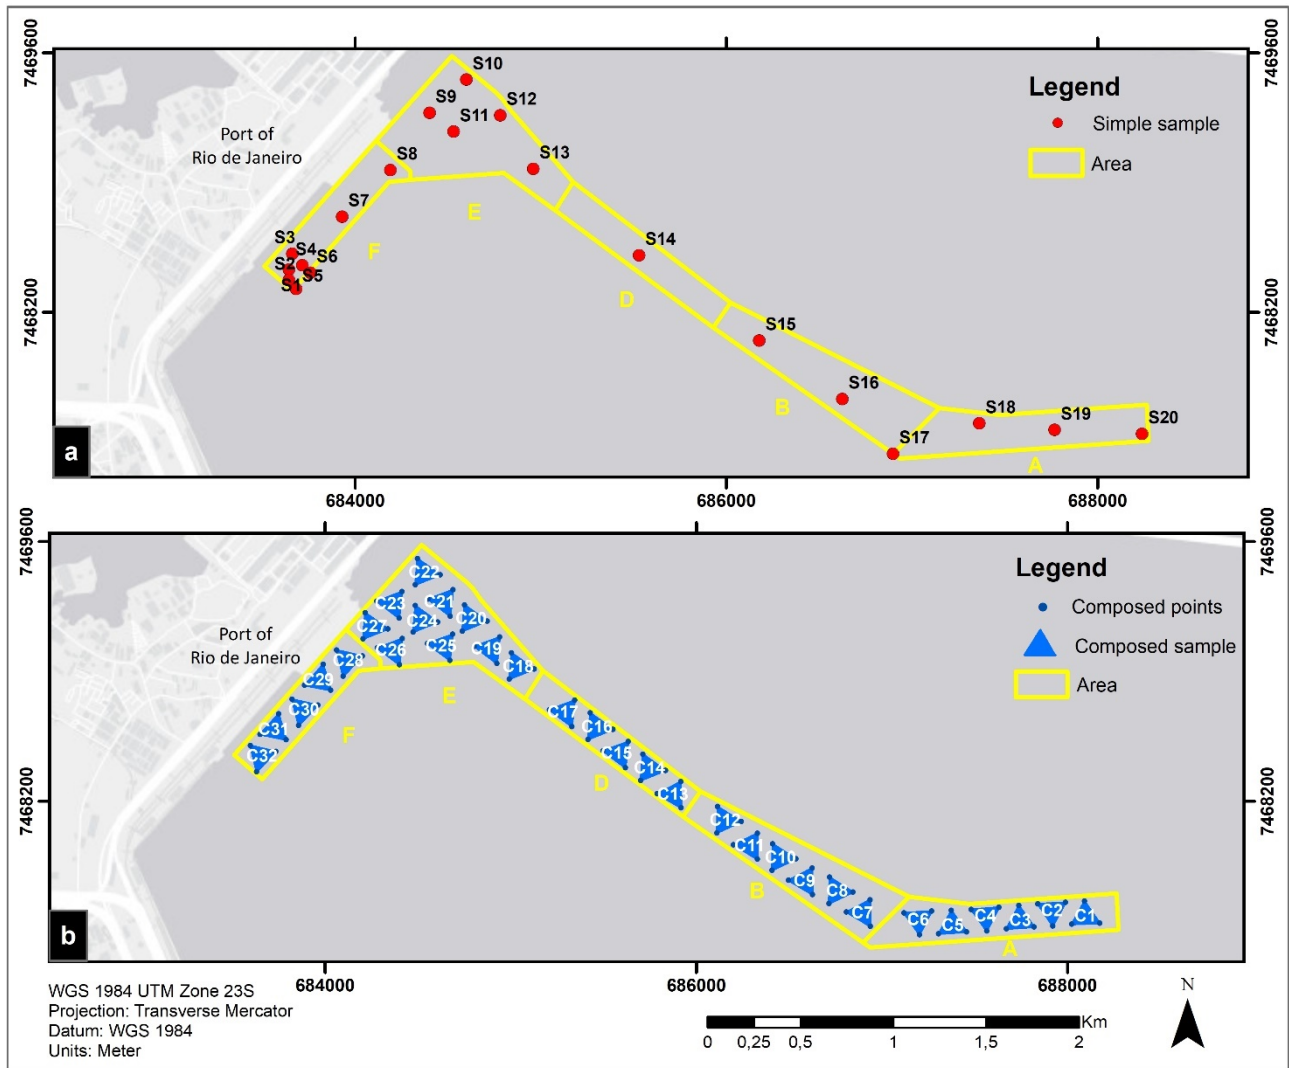 7469600
7469600
S10
S9
S12
S11
Legend
Simple sample
Area
Port of
Rio de Janeiro
S8
S13
S7
E
S3
S4
S6
F
S2
S5
S1
S14
D
7468200
7468200
S15
S16
B
S17
S18
S19
S20
A
a
684000
686000
688000
7469600
7469600
C22
C23
C21
C27
C24
C20
Legend
Composed points
Composed sample
Area
Port of
Rio de Janeiro
C28
C26
C25
C19
C18
C29
E
C30
C17
C31
F
C16
C32
C15
C14
D
C13
7468200
7468200
C12
C11
C10
C9
C8
B
C7
C6
C5
C4
C3
C2
C1
A
b
684000
686000
688000
WGS 1984 UTM Zone 23S
Projection: Transverse Mercator
Datum: WGS 1984
Units: Meter
Km
0 0,25 0,5 1 1,5 2
N